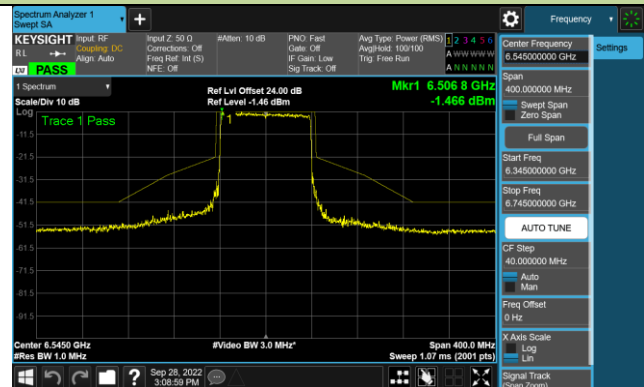 Spectrum Analyzer 1
Swept SA
Frequency
KEYSIGHT
Input: RF
Input Z: 50 Ω
#Atten: 10 dB
PNO: Fast
Avg Type: Power (RMS)
1 2 3 4 5 6
RL
Coupling: DC
Corrections: Off
Gate: Off
Avg|Hold: 100/100
Align: Auto
Freq Ref: Int (S)
IF Gain: Low
Trig: Free Run
A W W W W W
NFE: Off
Sig Track: Off
A N N N N N
PASS
Center Frequency
6.545000000 GHz
Settings
1 Spectrum
Ref Lvl Offset 24.00 dB
Mkr1 6.506 8 GHz
Scale/Div 10 dB
Ref Level -1.46 dBm
-1.466 dBm
Log
Trace 1 Pass
1
-11.5
-21.5
-31.5
-41.5
-51.5
-61.5
-71.5
-81.5
-91.5
Span
400.000000 MHz
Swept Span
Zero Span
Full Span
Start Freq
6.345000000 GHz
Stop Freq
6.745000000 GHz
AUTO TUNE
CF Step
40.000000 MHz
Auto
Man
Freq Offset
0 Hz
X Axis Scale
Log
Lin
Signal Track
(Span Zoom)
Center 6.5450 GHz
#Video BW 3.0 MHz*
Span 400.0 MHz
#Res BW 1.0 MHz
Sweep 1.07 ms (2001 pts)
?
Sep 28, 2022
3:08:59 PM